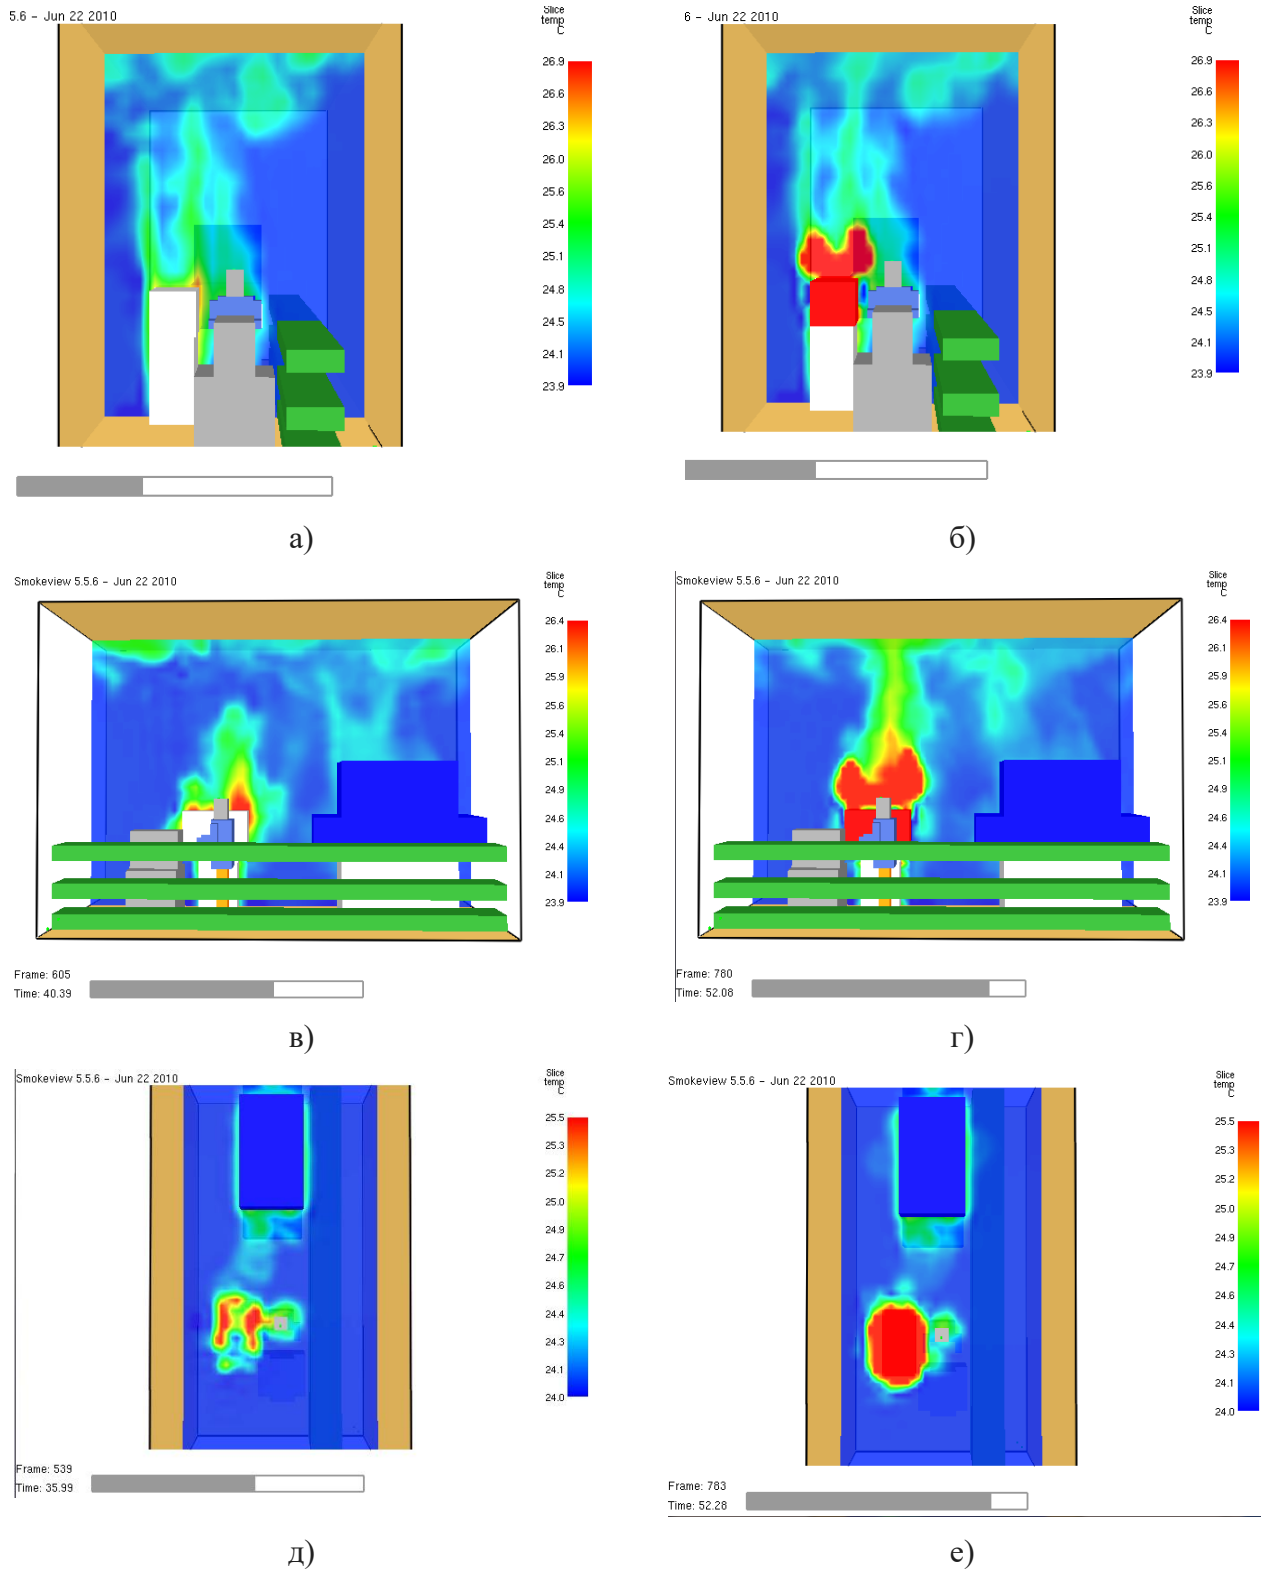 5.6 - Jun 22 2010
Slice
temp
C
26.9
26.6
26.3
26.0
25.6
25.4
25.1
24.8
24.5
24.1
23.9
а)
6 - Jun 22 2010
Slice
temp
C
26.9
26.6
26.3
26.0
25.6
25.4
25.1
24.8
24.5
24.1
23.9
б)
Smokeview 5.5.6 - Jun 22 2010
Slice
temp
C
26.4
26.1
25.9
25.6
25.4
25.1
24.9
24.6
24.4
24.1
23.9
Frame: 605
Time: 40.39
в)
Smokeview 5.5.6 - Jun 22 2010
Slice
temp
C
26.4
26.1
25.9
25.6
25.4
25.1
24.9
24.6
24.4
24.1
23.9
Frame: 780
Time: 52.08
г)
Smokeview 5.5.6 - Jun 22 2010
Slice
temp
C
25.5
25.3
25.2
25.0
24.9
24.7
24.6
24.4
24.3
24.1
24.0
Frame: 539
Time: 35.99
д)
Smokeview 5.5.6 - Jun 22 2010
Slice
temp
C
25.5
25.3
25.2
25.0
24.9
24.7
24.6
24.4
24.3
24.1
24.0
Frame: 783
Time: 52.28
е)